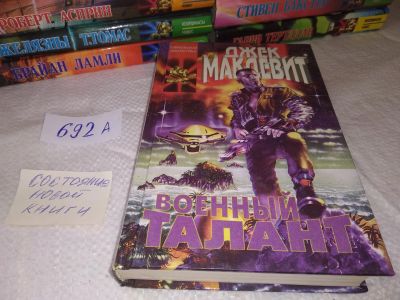 РОБЕРТ АСПРИН
СТИВЕН БАКСТЕР
ЖЕЛЯЗНЫ Т.ТОМАС
БРАЙАН ЛАМЛИ
ДЖЕК
МАКДЕВИТ
692 А
СОСТОЯНИЕ
НОВОЙ
КНИГИ
ВОЕННЫЙ
ТАЛАНТ